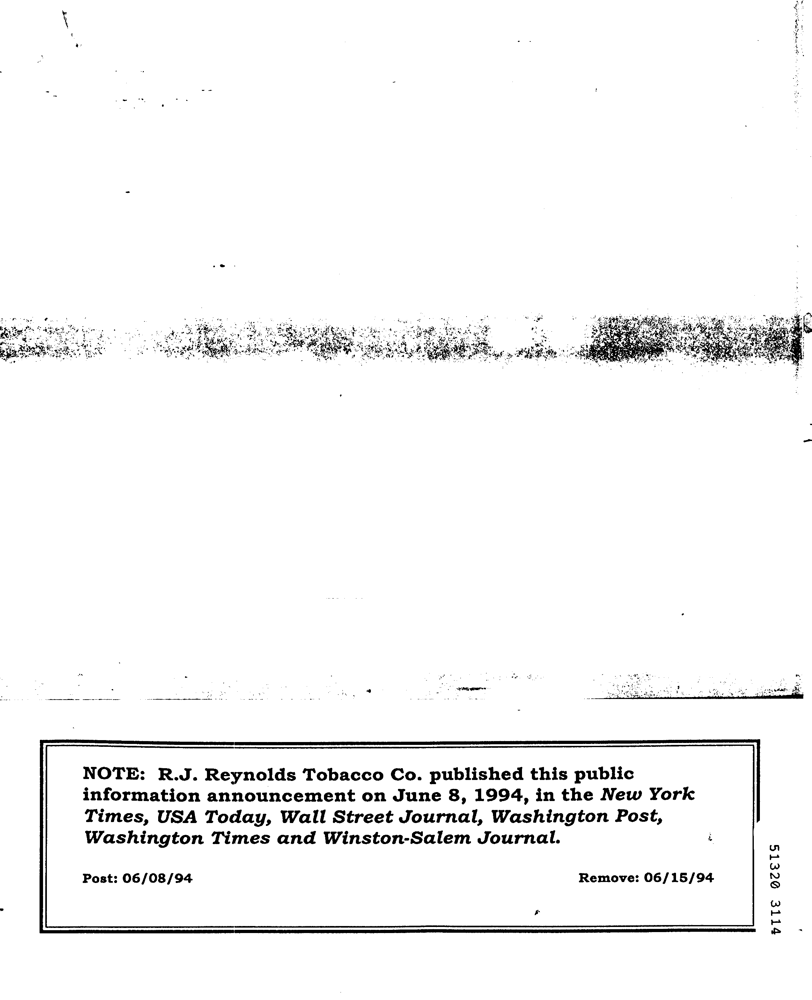 NOTE: R.J. Reynolds Tobacco Co. published this public
information announcement on June 8, 1994, in the New York
Times, USA Today, Wall Street Journal, Washington Post,
Washington Times and Winston-Salem Journal.
Post: 06/08/94
Remove: 06/15/94
51320 3114